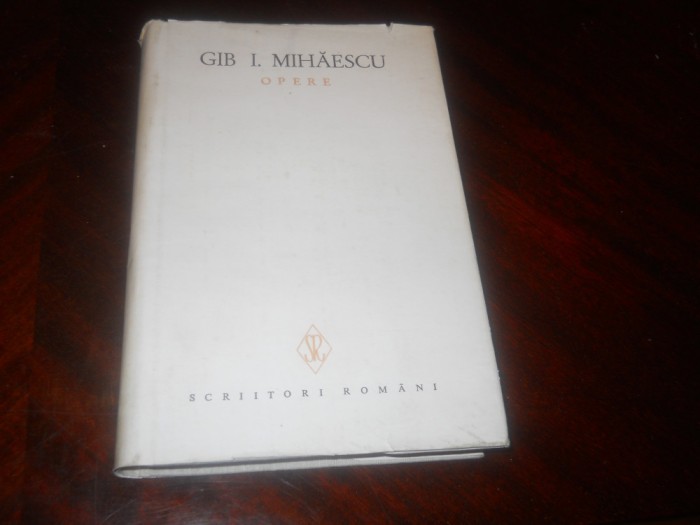 GIB I. MIHĂESCU
OPERE
SR
SCRIITORI ROMÂNI